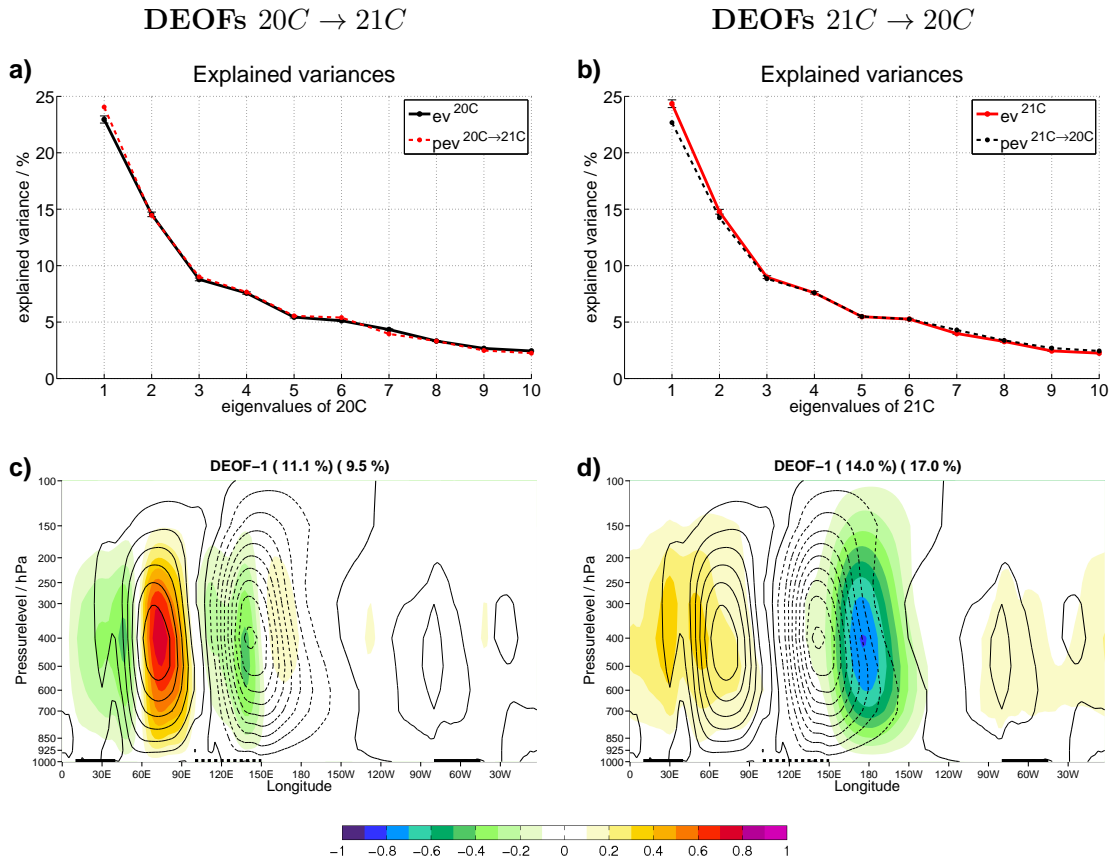 DEOFs 20C → 21C
DEOFs 21C → 20C
a)
Explained variances
explained variance / %
25
20
15
10
5
0
ev 20C
pev 20C→21C
1 2 3 4 5 6 7 8 9 10
eigenvalues of 20C
b)
Explained variances
explained variance / %
25
20
15
10
5
0
ev 21C
pev 21C→20C
1 2 3 4 5 6 7 8 9 10
eigenvalues of 21C
c)
DEOF−1 ( 11.1 %) ( 9.5 %)
Pressurelevel / hPa
100
150
200
250
300
400
500
600
700
850
925
1000
0 30E 60E 90E 120E 150E 180 150W 120W 90W 60W 30W
Longitude
d)
DEOF−1 ( 14.0 %) ( 17.0 %)
Pressurelevel / hPa
100
150
200
250
300
400
500
600
700
850
925
1000
0 30E 60E 90E 120E 150E 180 150W 120W 90W 60W 30W
Longitude
−1 −0.8 −0.6 −0.4 −0.2 0 0.2 0.4 0.6 0.8 1